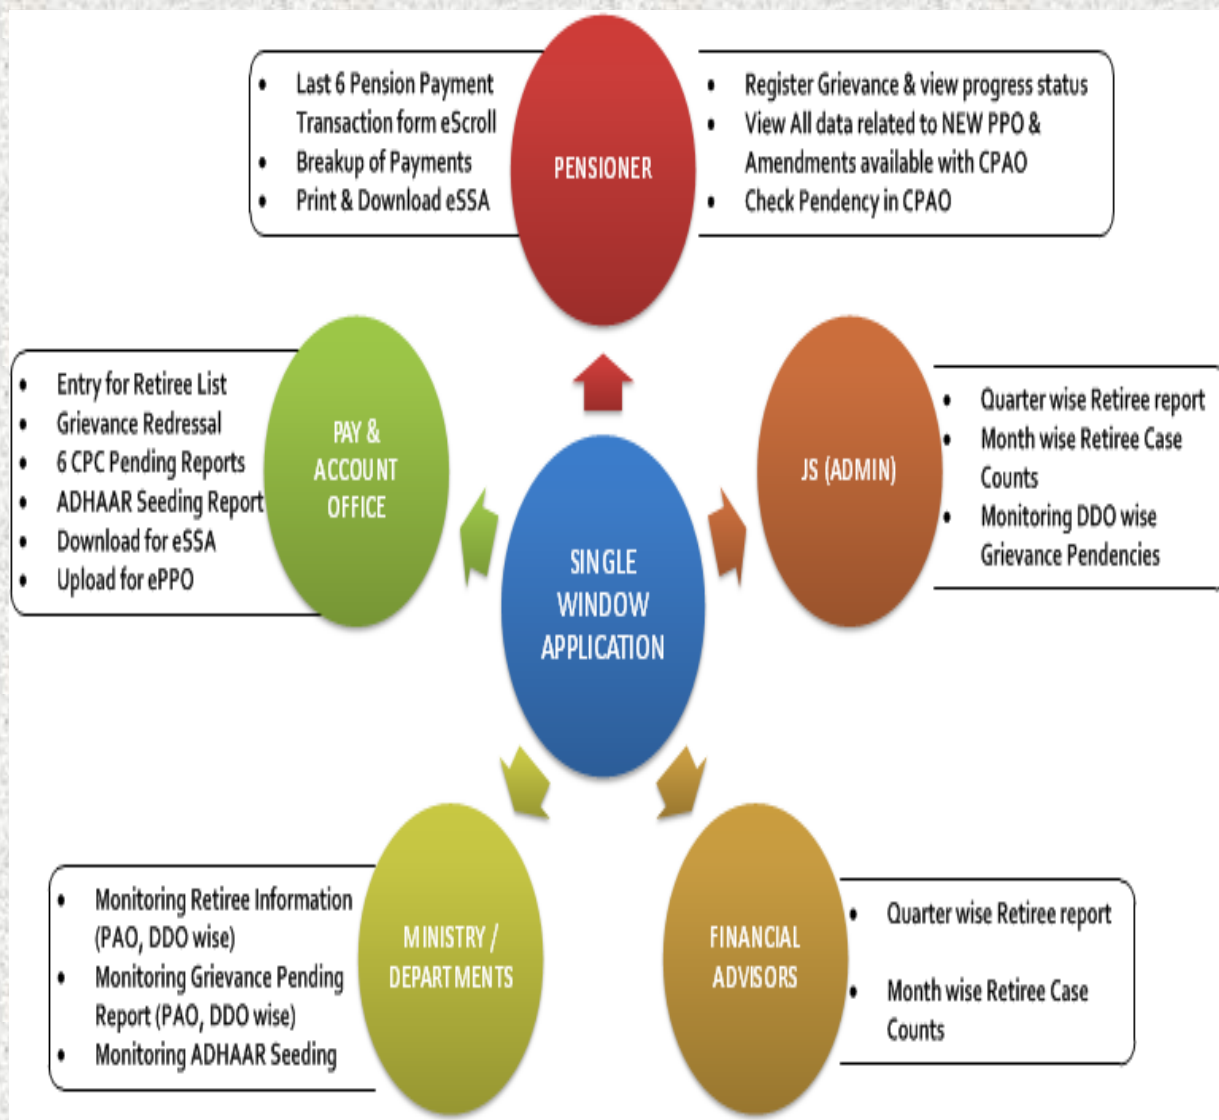 • Last 6 Pension Payment
Transaction form eScroll
• Breakup of Payments
• Print & Download eSSA
PENSIONER
• Register Grievance & view progress status
• View All data related to NEW PPO &
Amendments available with CPAO
• Check Pendency in CPAO
• Entry for Retiree List
• Grievance Redressal
• 6 CPC Pending Reports
• ADHAAR Seeding Report
• Download for eSSA
• Upload for ePPO
PAY &
ACCOUNT
OFFICE
JS (ADMIN)
• Quarter wise Retiree report
• Month wise Retiree Case
Counts
• Monitoring DDO wise
Grievance Pendencies
SINGLE
WINDOW
APPLICATION
• Monitoring Retiree Information
(PAO, DDO wise)
• Monitoring Grievance Pending
Report (PAO, DDO wise)
• Monitoring ADHAAR Seeding
MINISTRY /
DEPARTMENTS
FINANCIAL
ADVISORS
• Quarter wise Retiree report
• Month wise Retiree Case
Counts